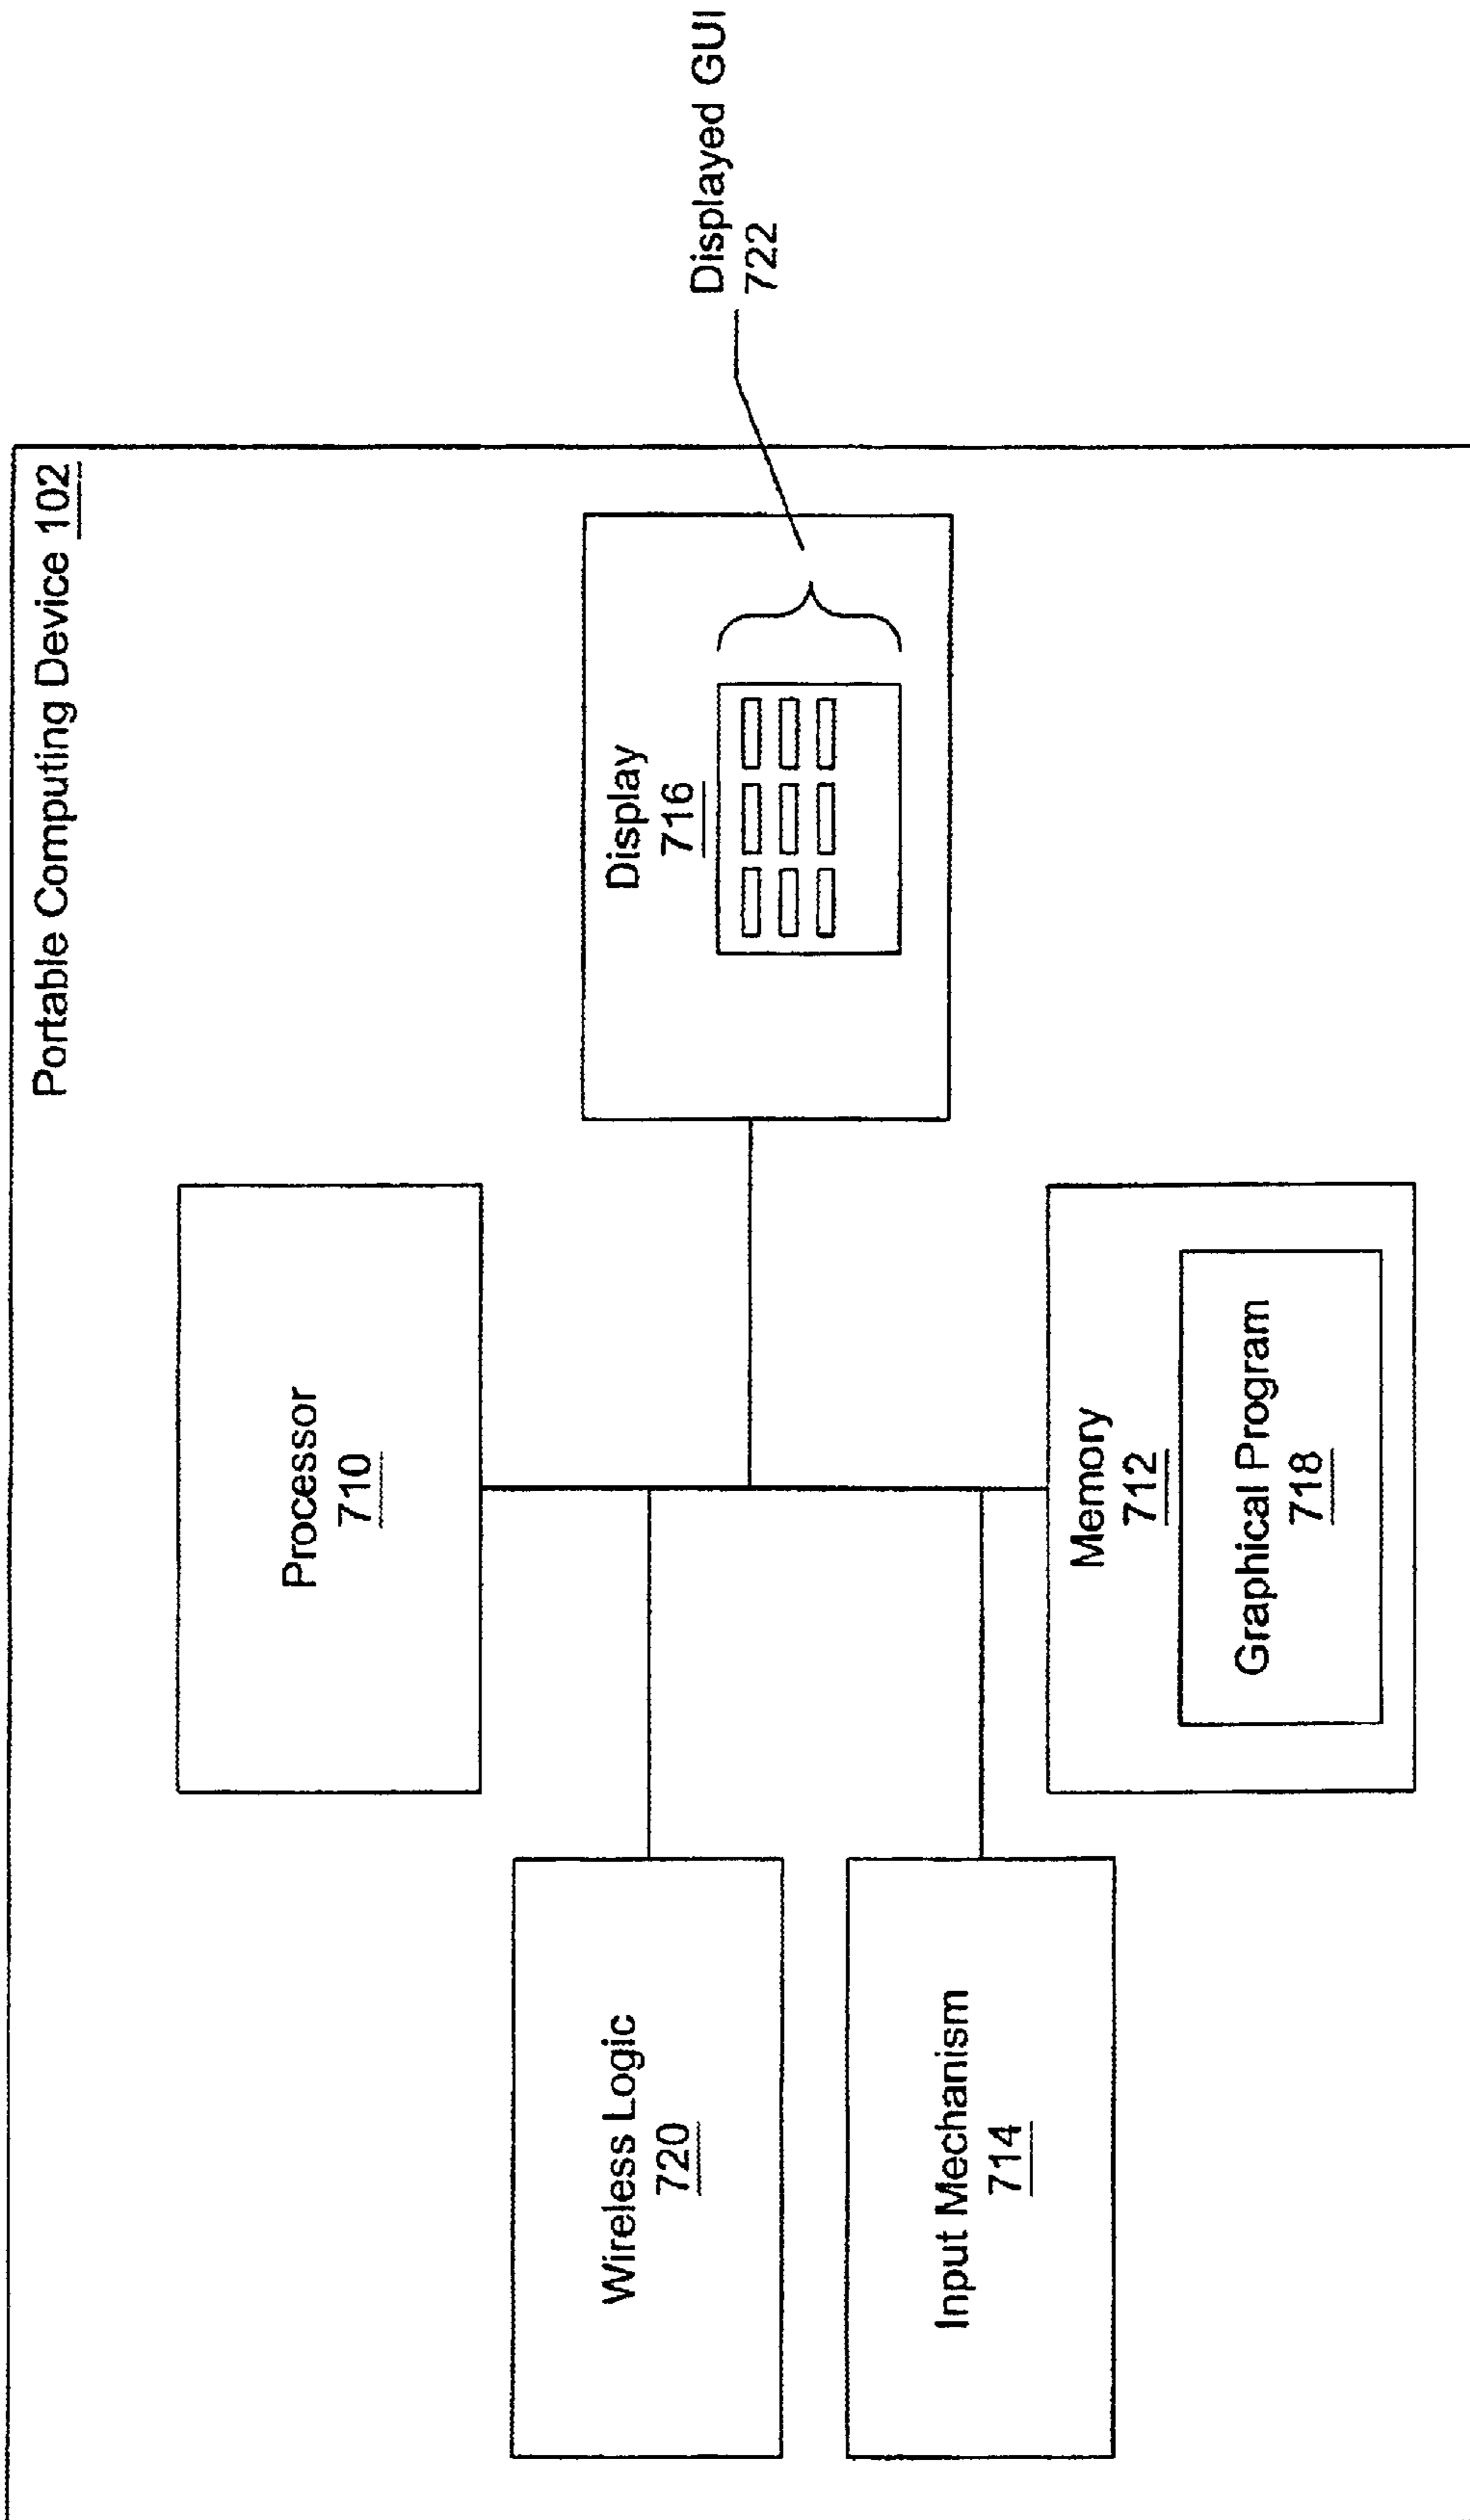 Portable Computing Device 102
Processor
710
Wireless Logic
720
Display
716
Displayed GUI
722
Input Mechanism
714
Memory
712
Graphical Program
718